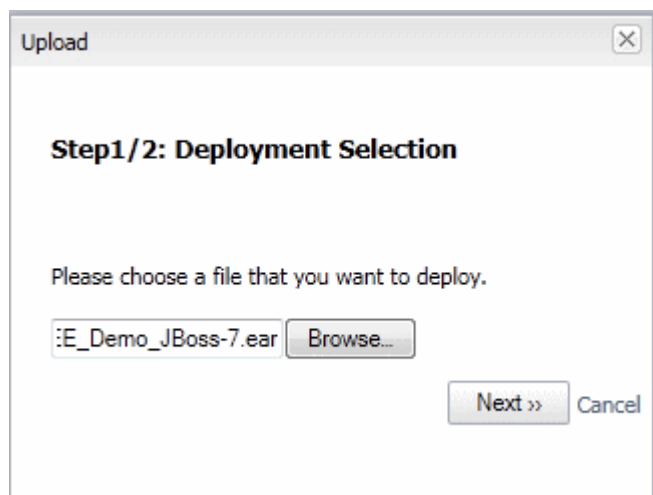 Upload
Step1/2: Deployment Selection
Please choose a file that you want to deploy.
E_Demo_JBoss-7.ear Browse...
Next ›› Cancel